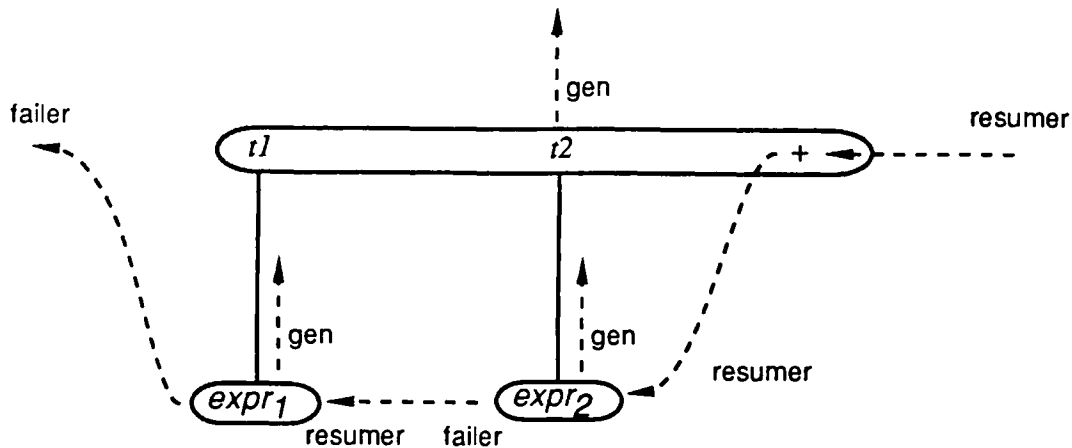 gen
failer
resumer
t1 t2 +
gen gen
resumer
expr1 expr2
resumer failer